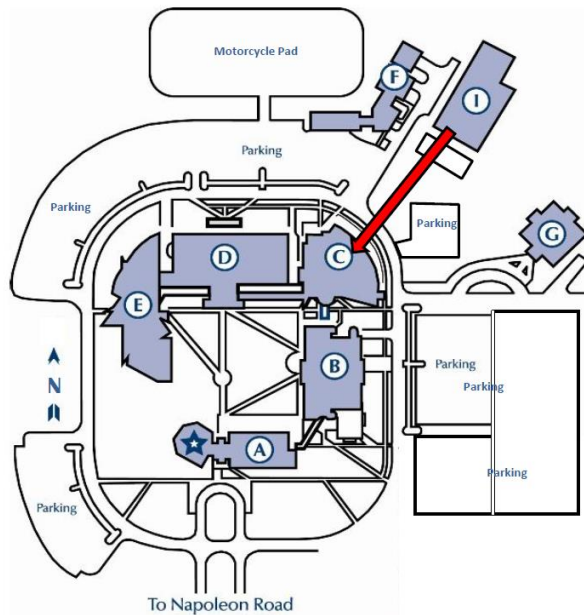 Motorcycle Pad
F
I
Parking
Parking
Parking
G
C
D
E
N
B
Parking
Parking
A
Parking
Parking
To Napoleon Road